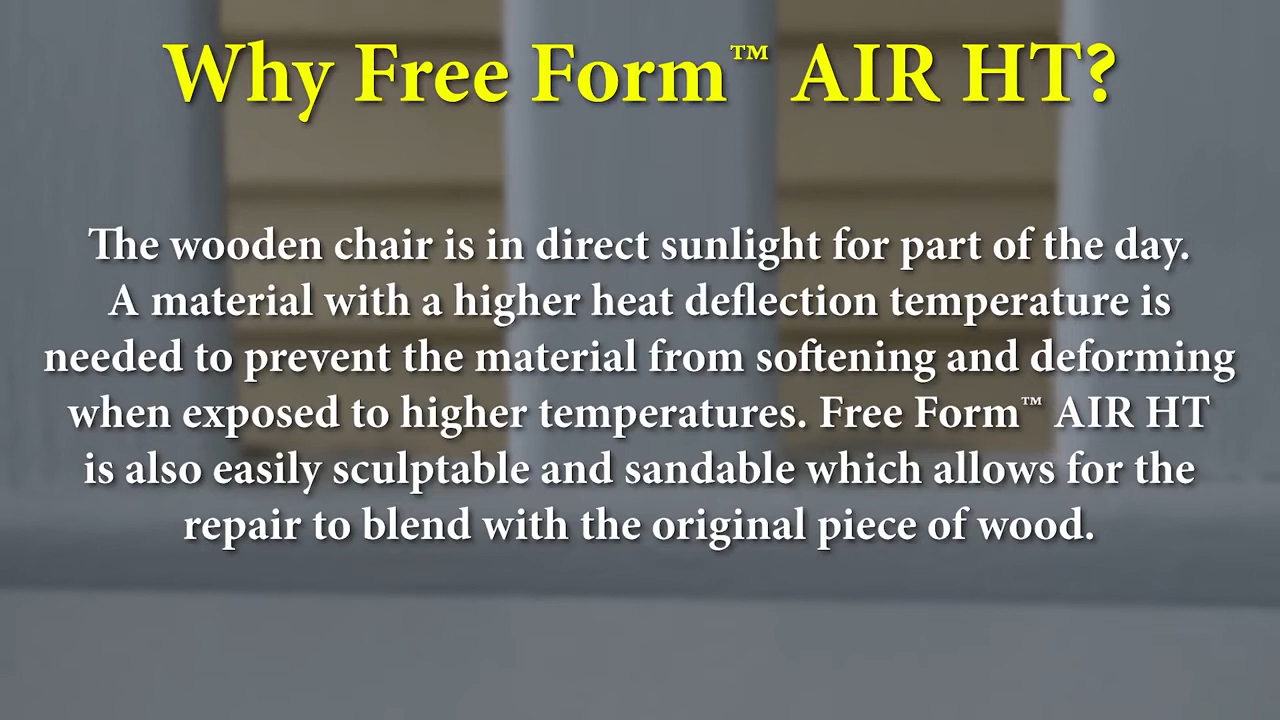 Why Free Form™ AIR HT?
The wooden chair is in direct sunlight for part of the day.
A material with a higher heat deflection temperature is
needed to prevent the material from softening and deforming
when exposed to higher temperatures. Free Form™ AIR HT
is also easily sculptable and sandable which allows for the
repair to blend with the original piece of wood.